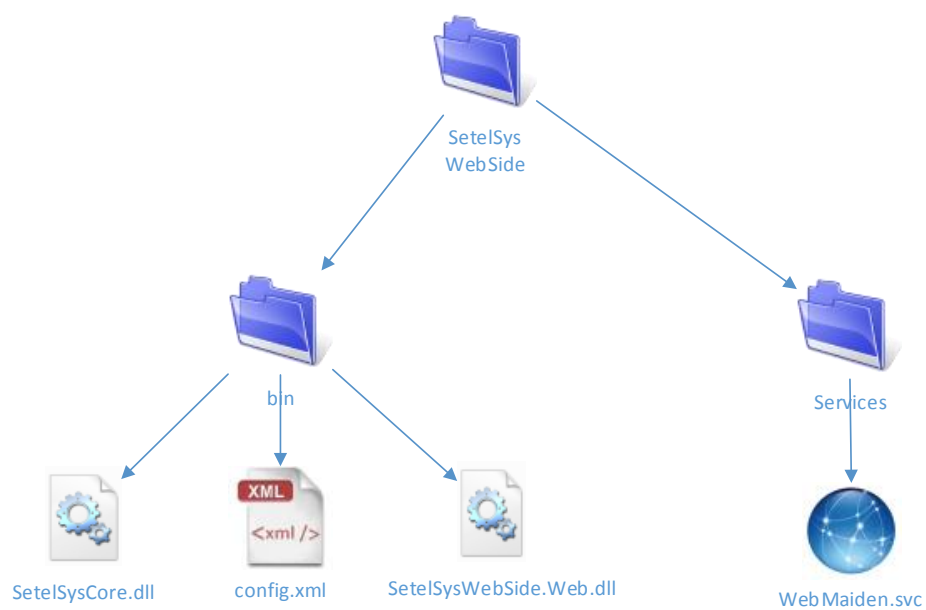 SetelSys
WebSide
bin
Services
XML
<xml />
SetelSysCore.dll
config.xml
SetelSysWebSide.Web.dll
WebMaiden.svc